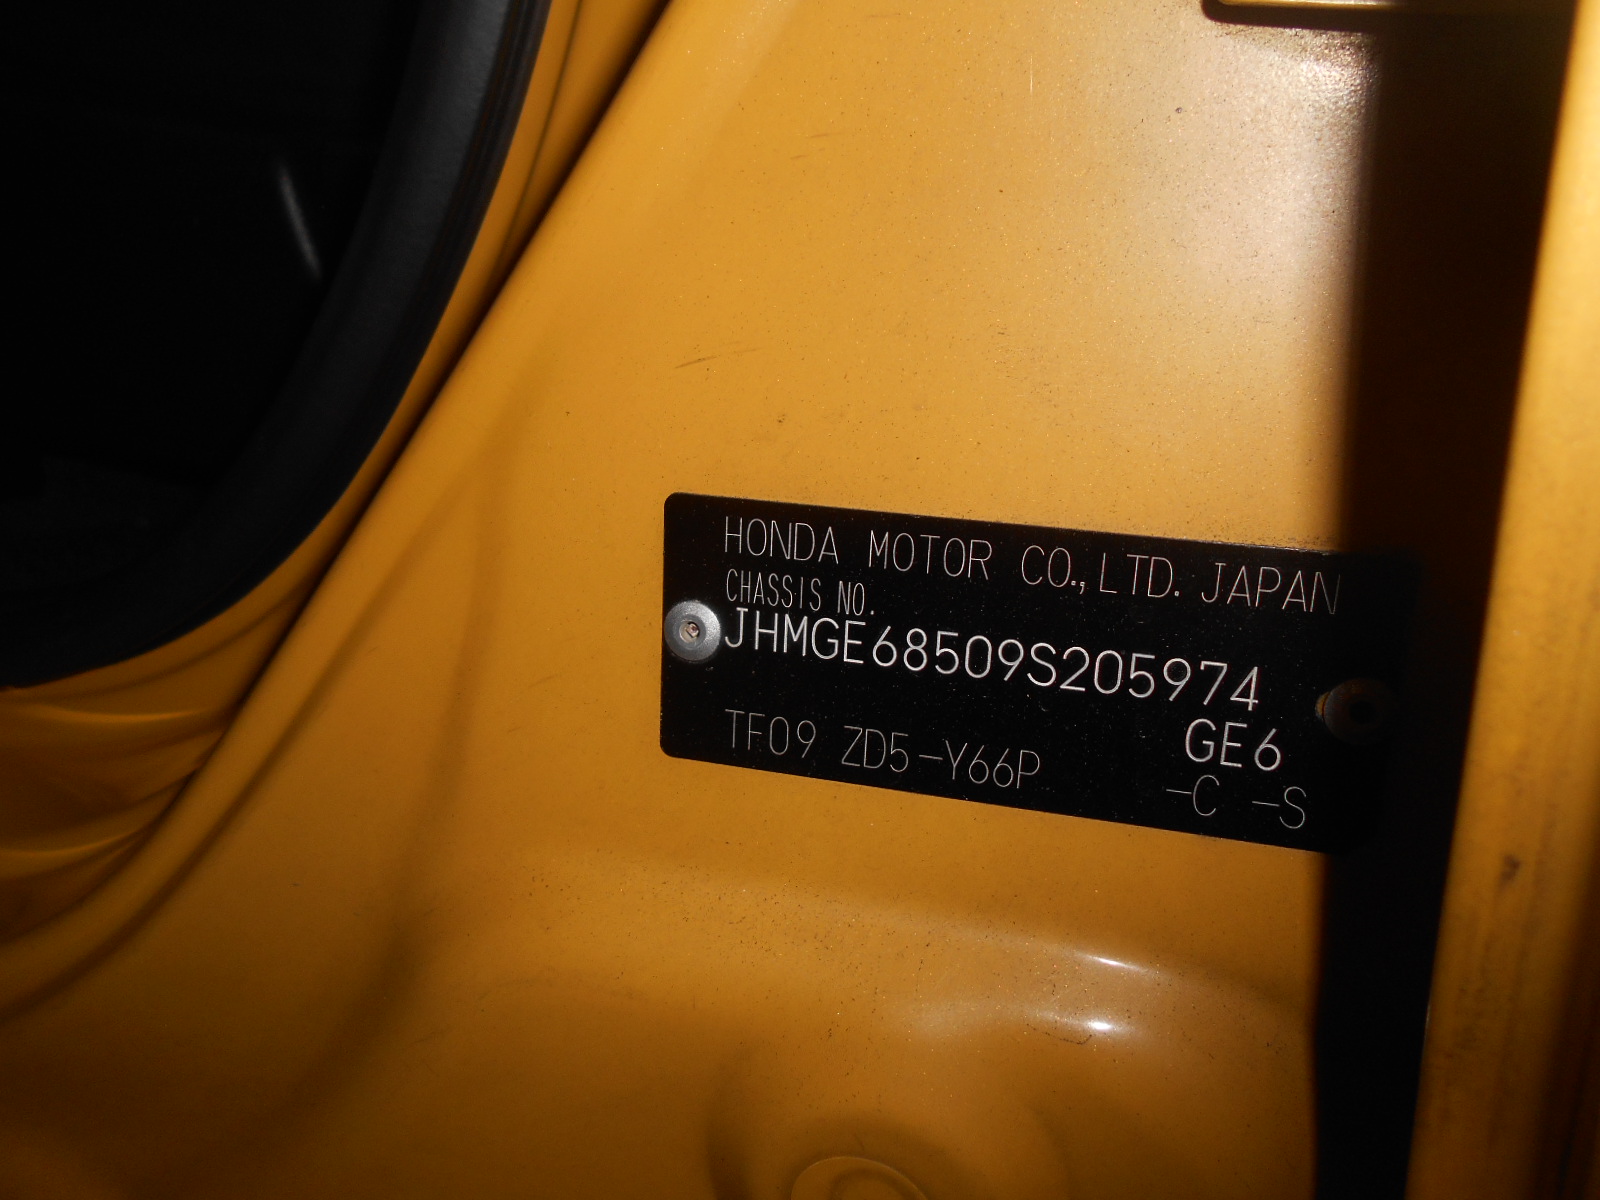 HONDA MOTOR CO., LTD. JAPAN
CHASSIS NO.
JHMGE68509S205974
GE6
TF09 ZD5-Y66P
-C -S